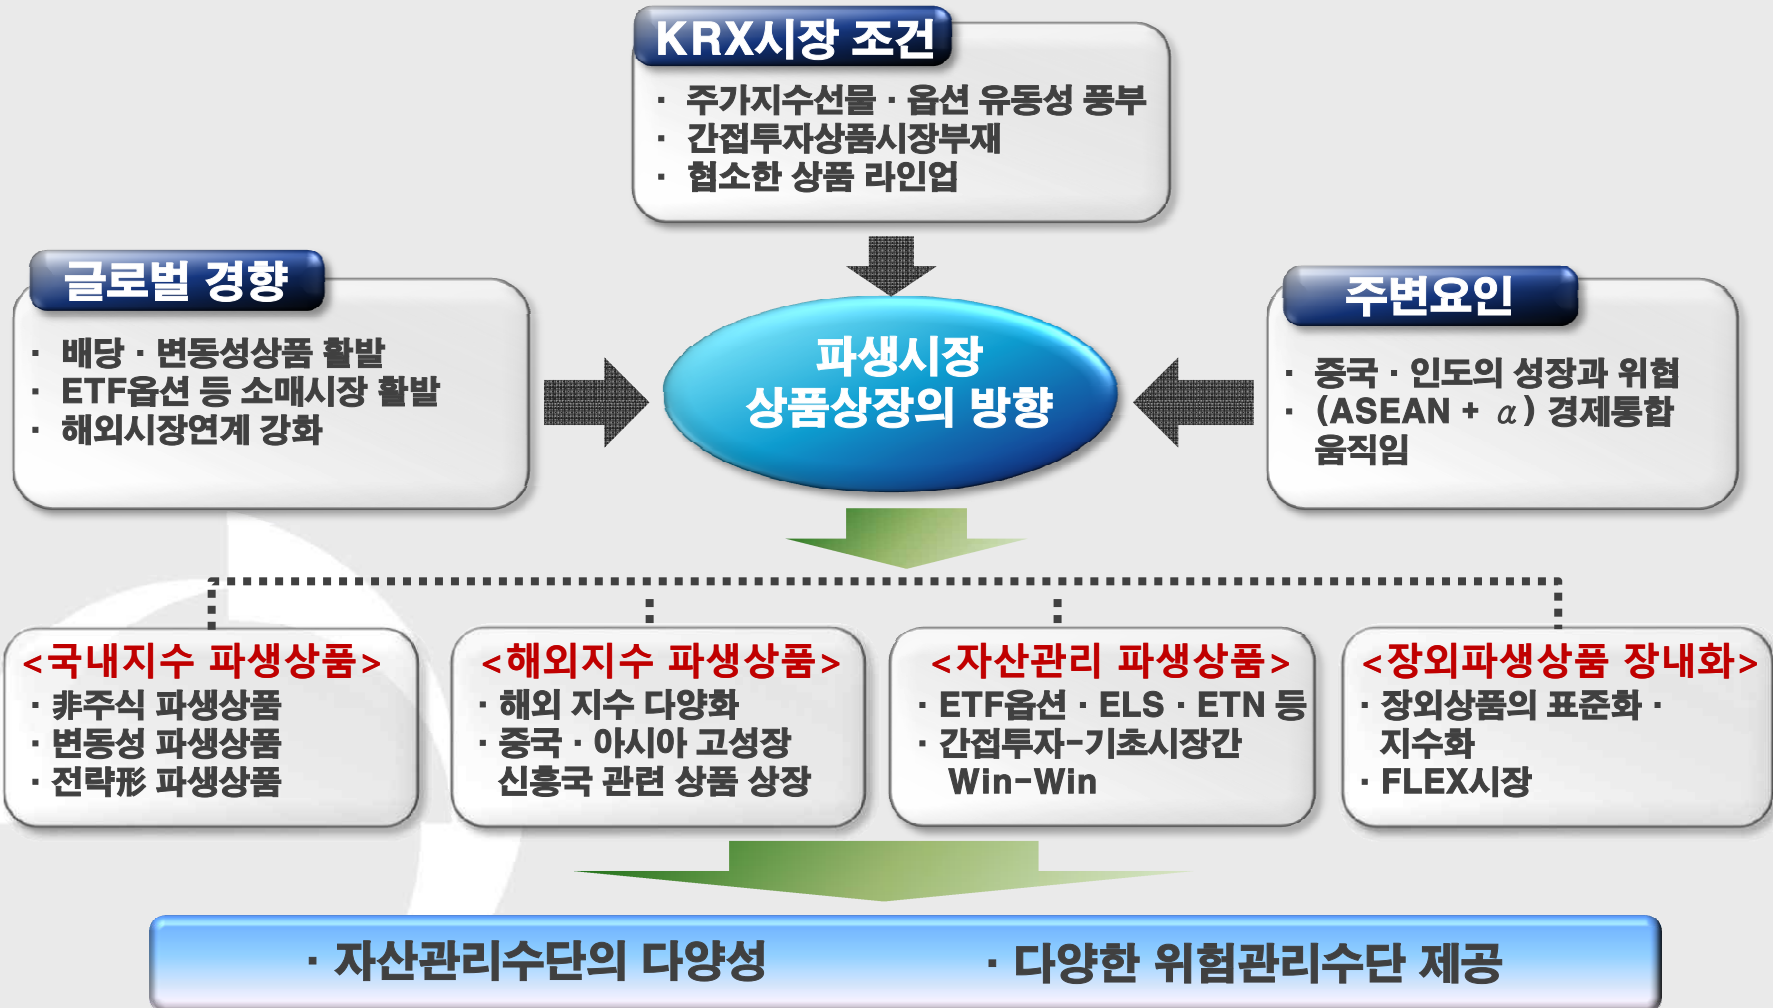 KRX시장 조건
· 주가지수선물 · 옵션 유동성 풍부
· 간접투자상품시장부재
· 협소한 상품 라인업
글로벌 경향
· 배당 · 변동성상품 활발
· ETF옵션 등 소매시장 활발
· 해외시장연계 강화
파생시장
상품상장의 방향
주변요인
· 중국 · 인도의 성장과 위협
· (ASEAN + α) 경제통합
움직임
<국내지수 파생상품>
· 非주식 파생상품
· 변동성 파생상품
· 전략形 파생상품
<해외지수 파생상품>
· 해외 지수 다양화
· 중국 · 아시아 고성장
신흥국 관련 상품 상장
<자산관리 파생상품>
· ETF옵션 · ELS · ETN 등
· 간접투자-기초시장간
Win-Win
<장외파생상품 장내화>
· 장외상품의 표준화 ·
지수화
· FLEX시장
· 자산관리수단의 다양성
· 다양한 위험관리수단 제공